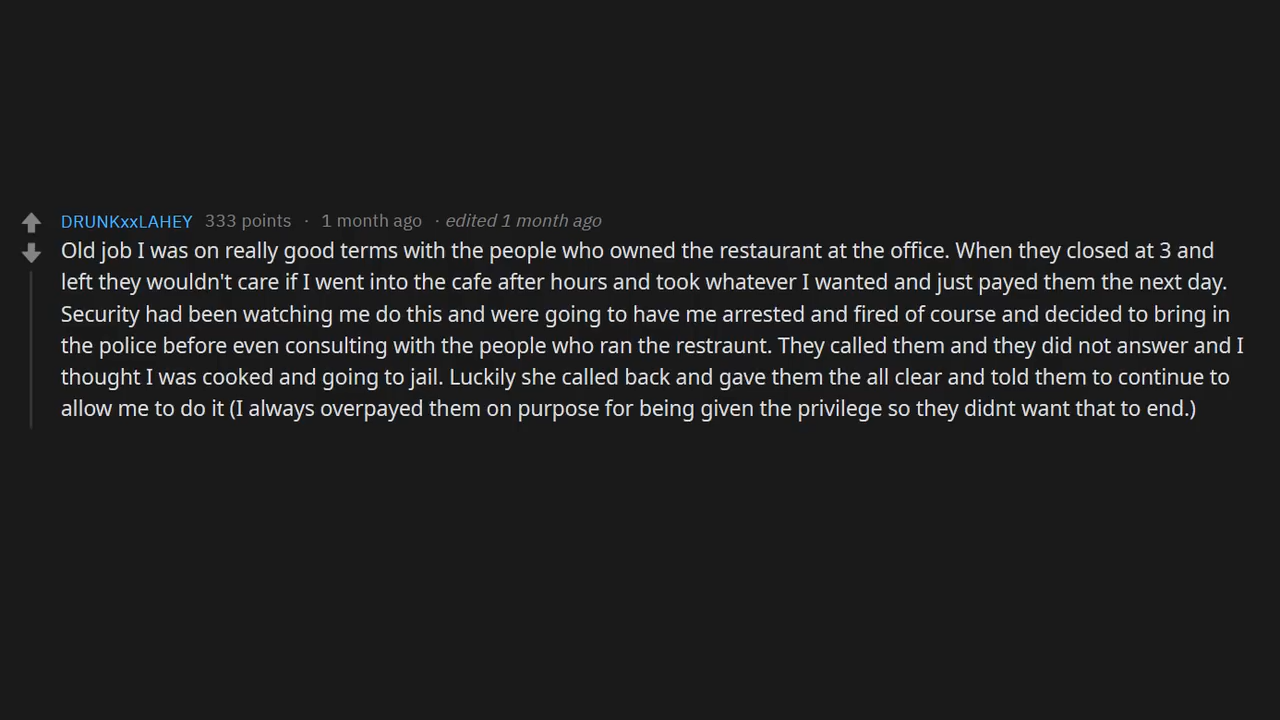 DRUNKxxLAHEY 333 points · 1 month ago · edited 1 month ago
Old job I was on really good terms with the people who owned the restaurant at the office. When they closed at 3 and
left they wouldn't care if I went into the cafe after hours and took whatever I wanted and just payed them the next day.
Security had been watching me do this and were going to have me arrested and fired of course and decided to bring in
the police before even consulting with the people who ran the restraunt. They called them and they did not answer and I
thought I was cooked and going to jail. Luckily she called back and gave them the all clear and told them to continue to
allow me to do it (I always overpayed them on purpose for being given the privilege so they didnt want that to end.)